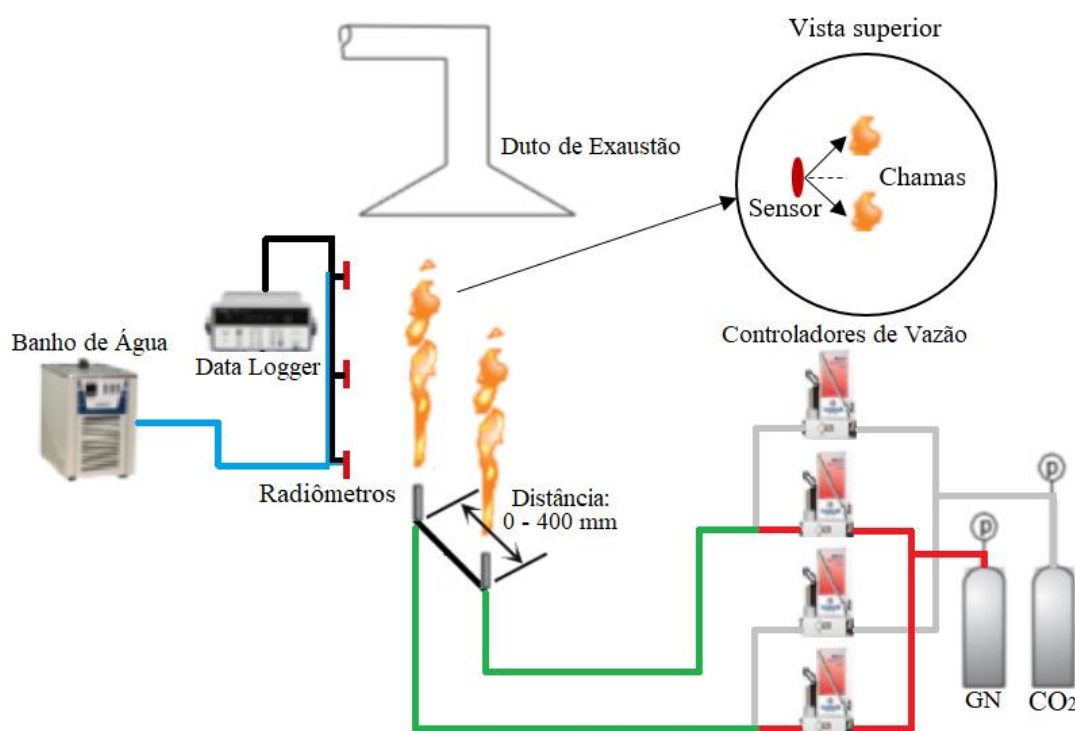 Vista superior
Duto de Exaustão
Chamas
Sensor
Controladores de Vazão
Banho de Água
Data Logger
Radiômetros
Distância:
0 - 400 mm
p
p
GN
CO₂